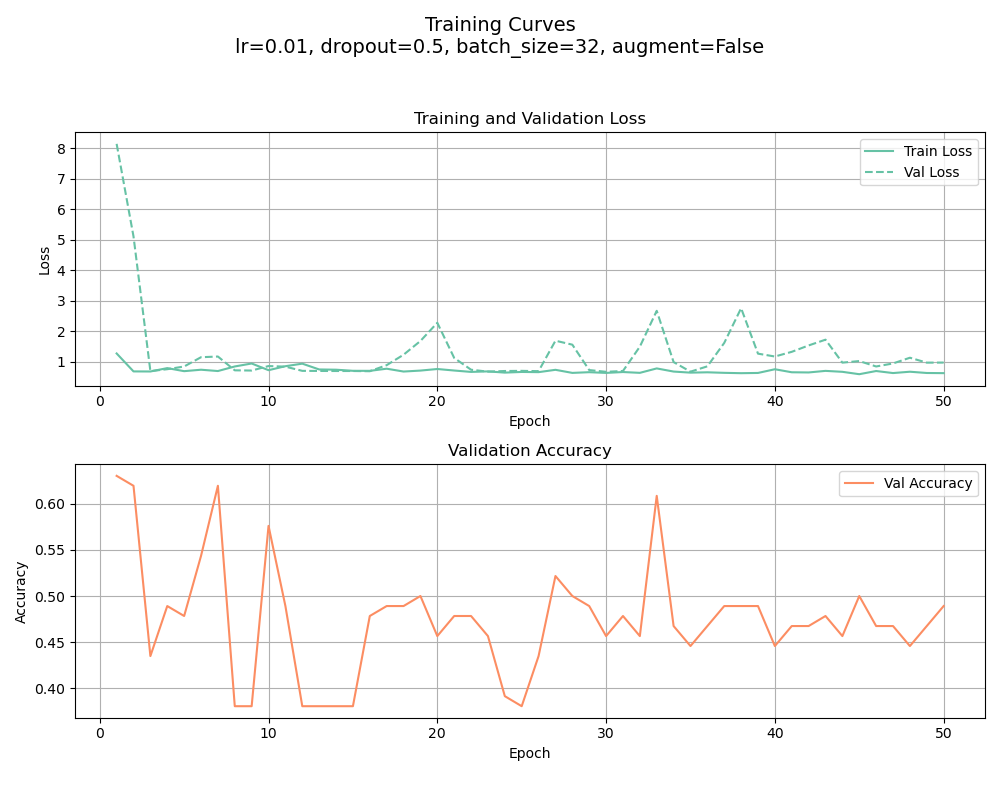 Training Curves
lr=0.01, dropout=0.5, batch_size=32, augment=False
Training and Validation Loss
8
7
6
5
4
3
2
1
Loss
Train Loss
Val Loss
0 10 20 30 40 50
Epoch
Validation Accuracy
0.60
0.55
0.50
0.45
0.40
Accuracy
Val Accuracy
0 10 20 30 40 50
Epoch